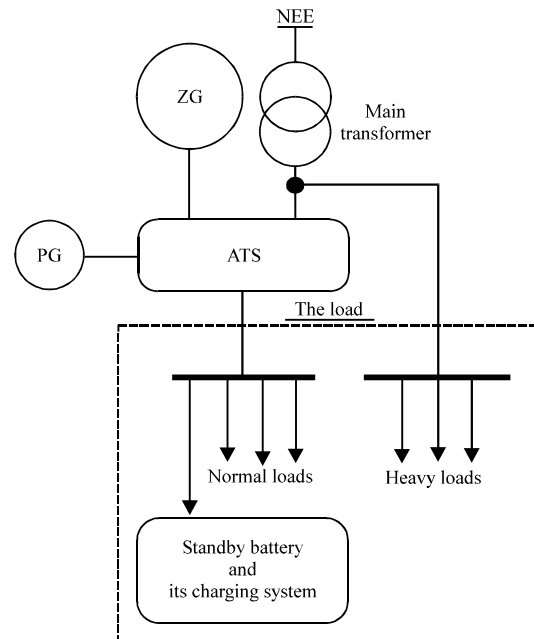 NEE
ZG
Main
transformer
PG
ATS
The load
Normal loads
Heavy loads
Standby battery
and
its charging system